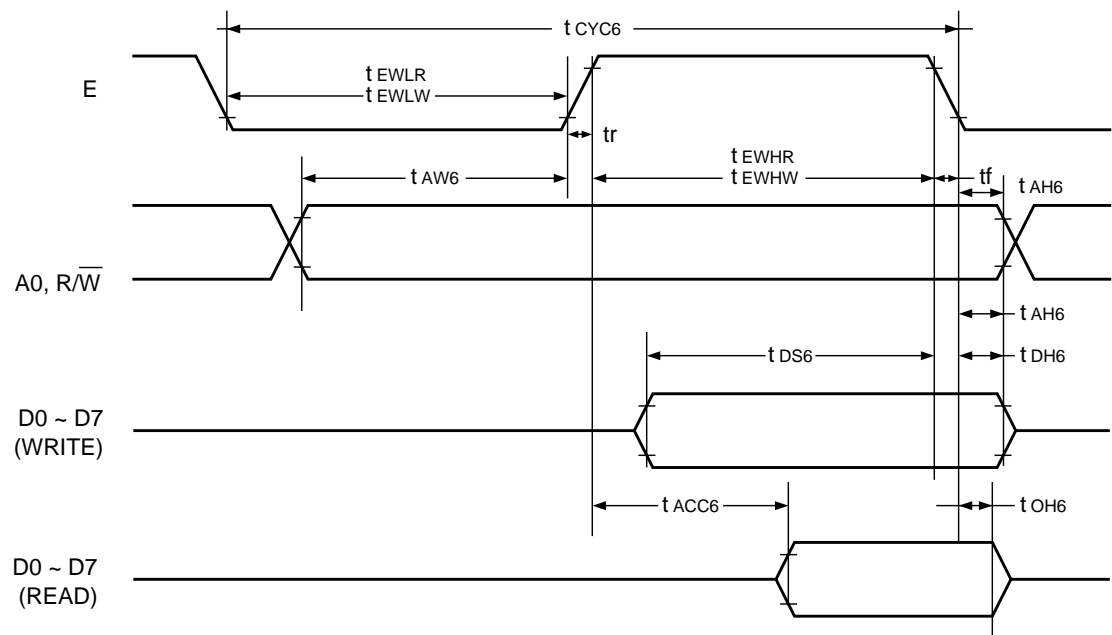 t CYC6
t EWLR
t EWLW
E
tr
t EWHR
t EWHW
t AW6
tf
t AH6
A0, R/W̅
t AH6
t DS6
t DH6
D0 ~ D7
(WRITE)
t ACC6
t OH6
D0 ~ D7
(READ)